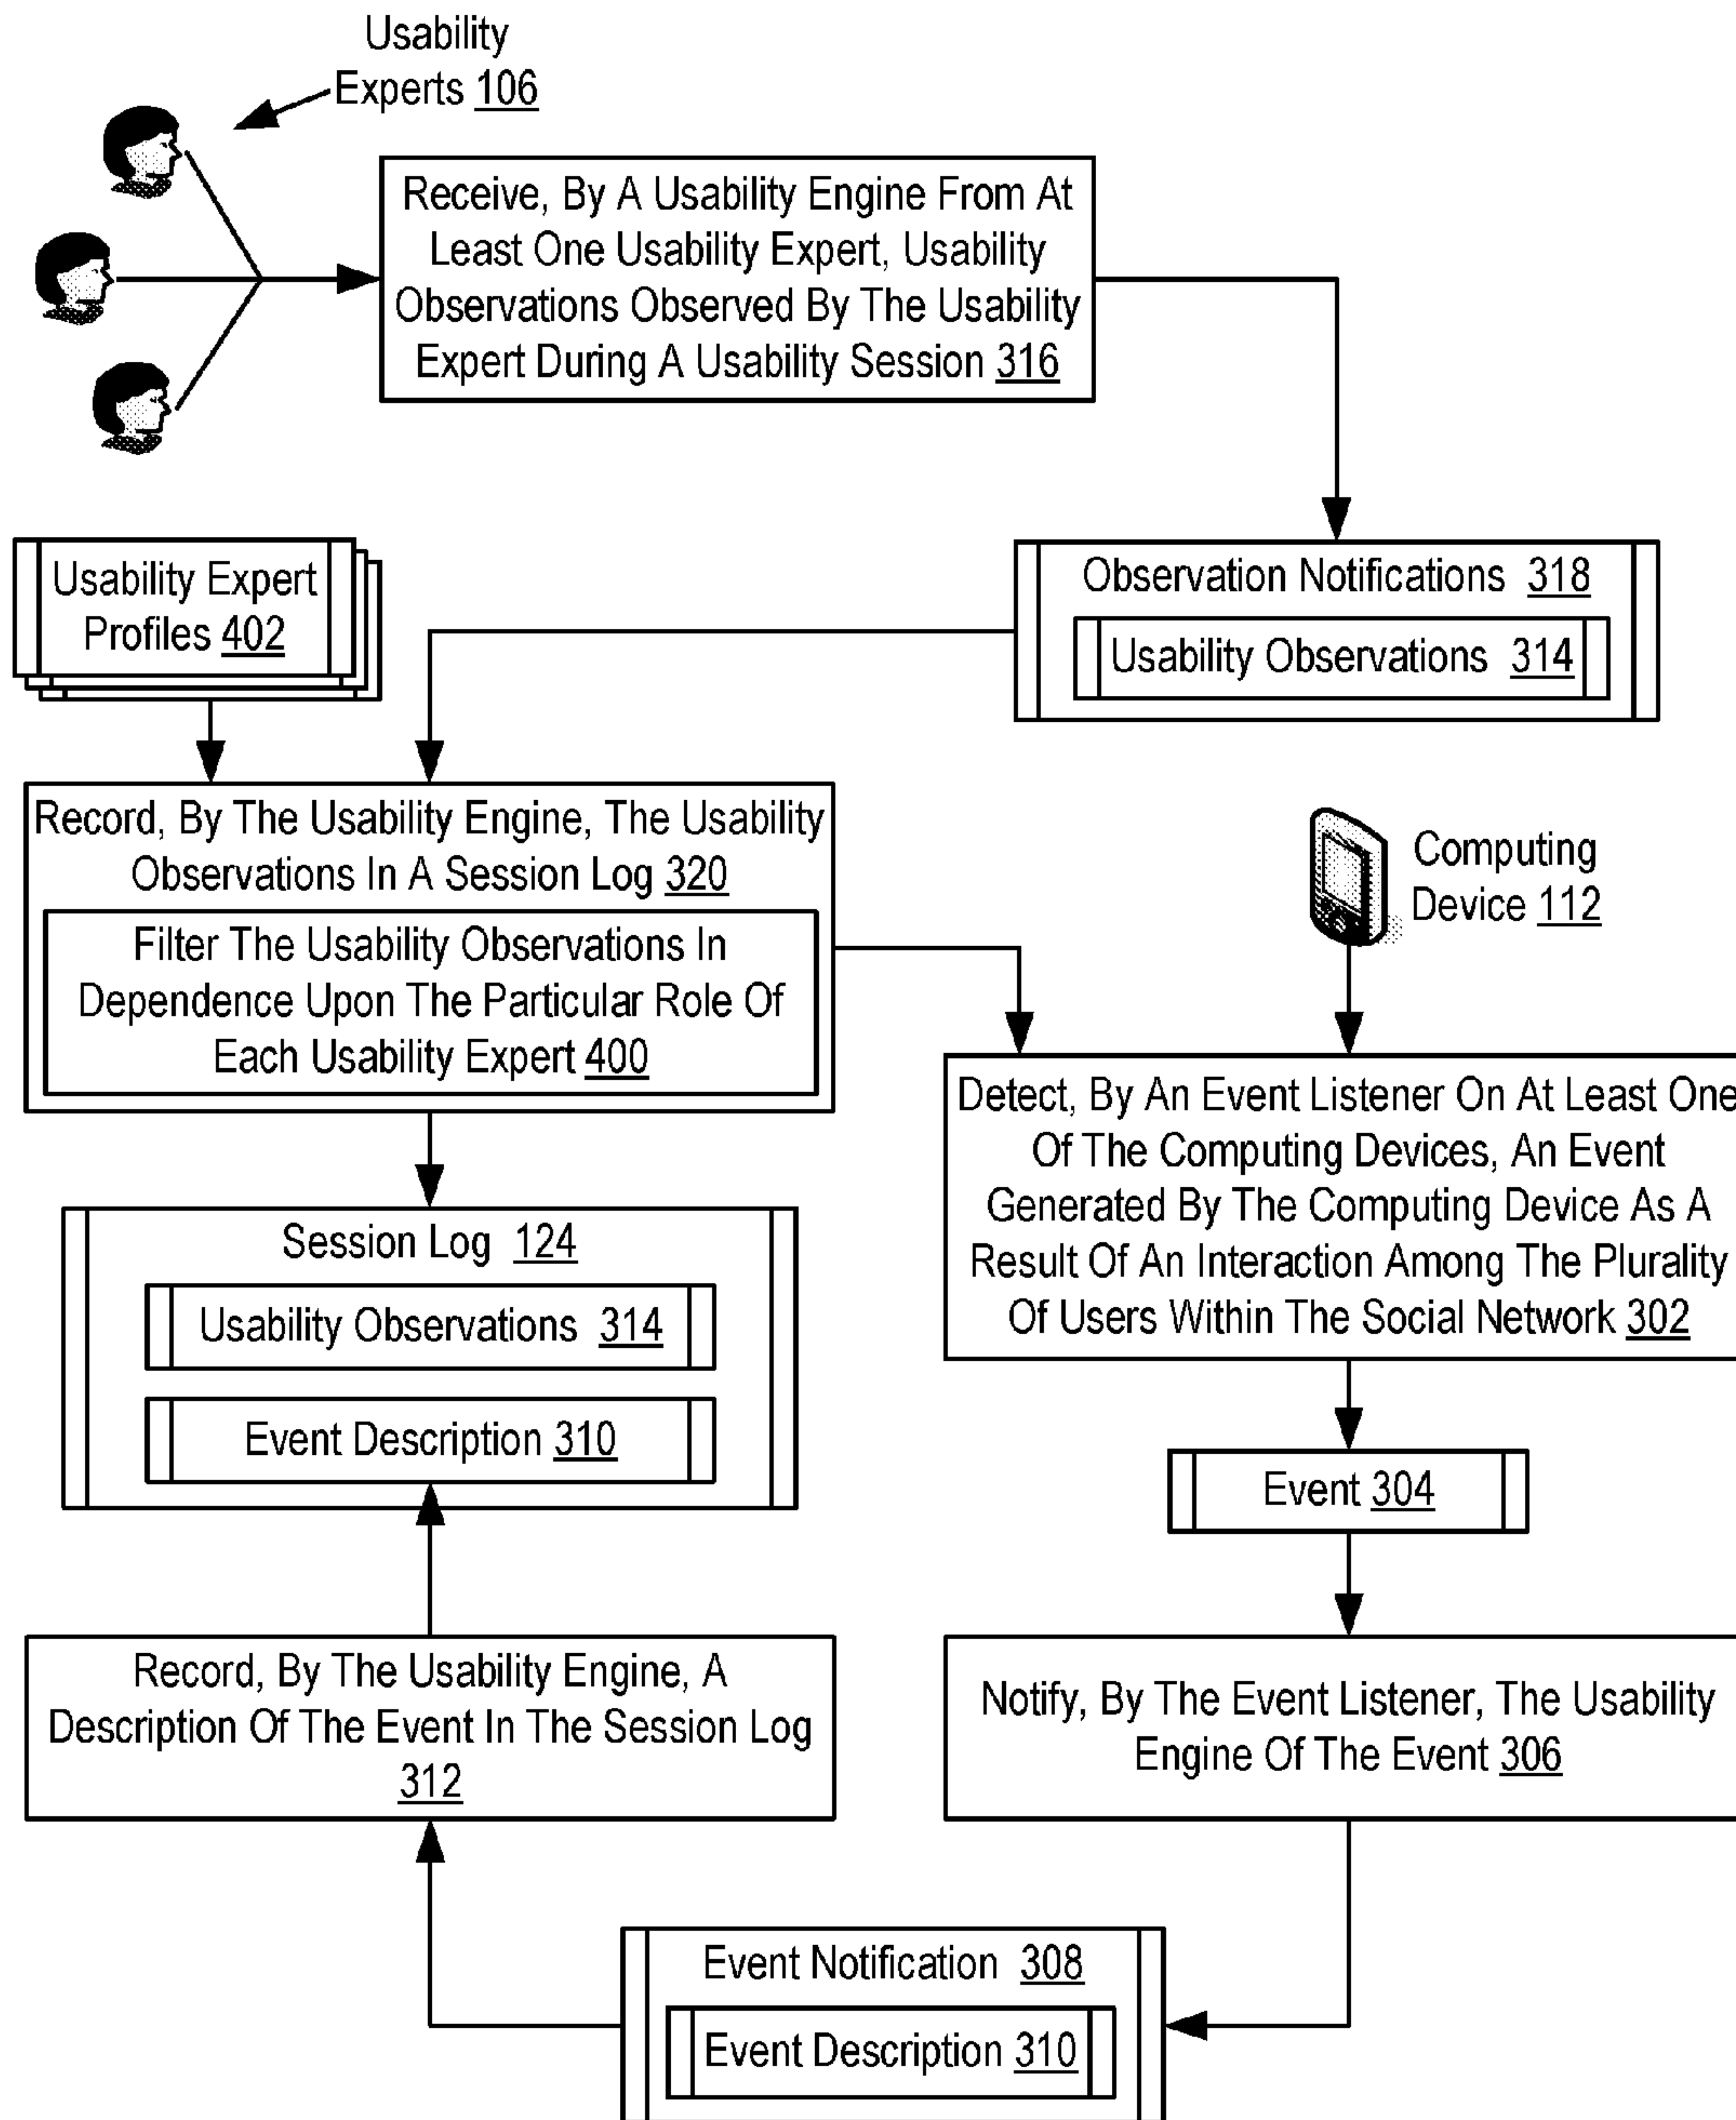 Usability
Experts 106
Receive, By A Usability Engine From At
Least One Usability Expert, Usability
Observations Observed By The Usability
Expert During A Usability Session 316
Usability Expert
Profiles 402
Observation Notifications 318
Usability Observations 314
Record, By The Usability Engine, The Usability
Observations In A Session Log 320
Filter The Usability Observations In
Dependence Upon The Particular Role Of
Each Usability Expert 400
Computing
Device 112
Detect, By An Event Listener On At Least One
Of The Computing Devices, An Event
Generated By The Computing Device As A
Result Of An Interaction Among The Plurality
Of Users Within The Social Network 302
Session Log 124
Usability Observations 314
Event Description 310
Event 304
Record, By The Usability Engine, A
Description Of The Event In The Session Log
312
Notify, By The Event Listener, The Usability
Engine Of The Event 306
Event Notification 308
Event Description 310